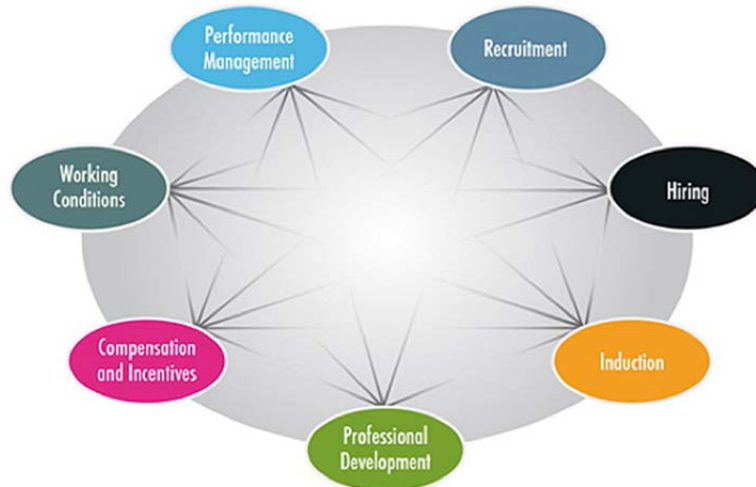 Performance
Management
Recruitment
Working
Conditions
Hiring
Compensation
and Incentives
Induction
Professional
Development